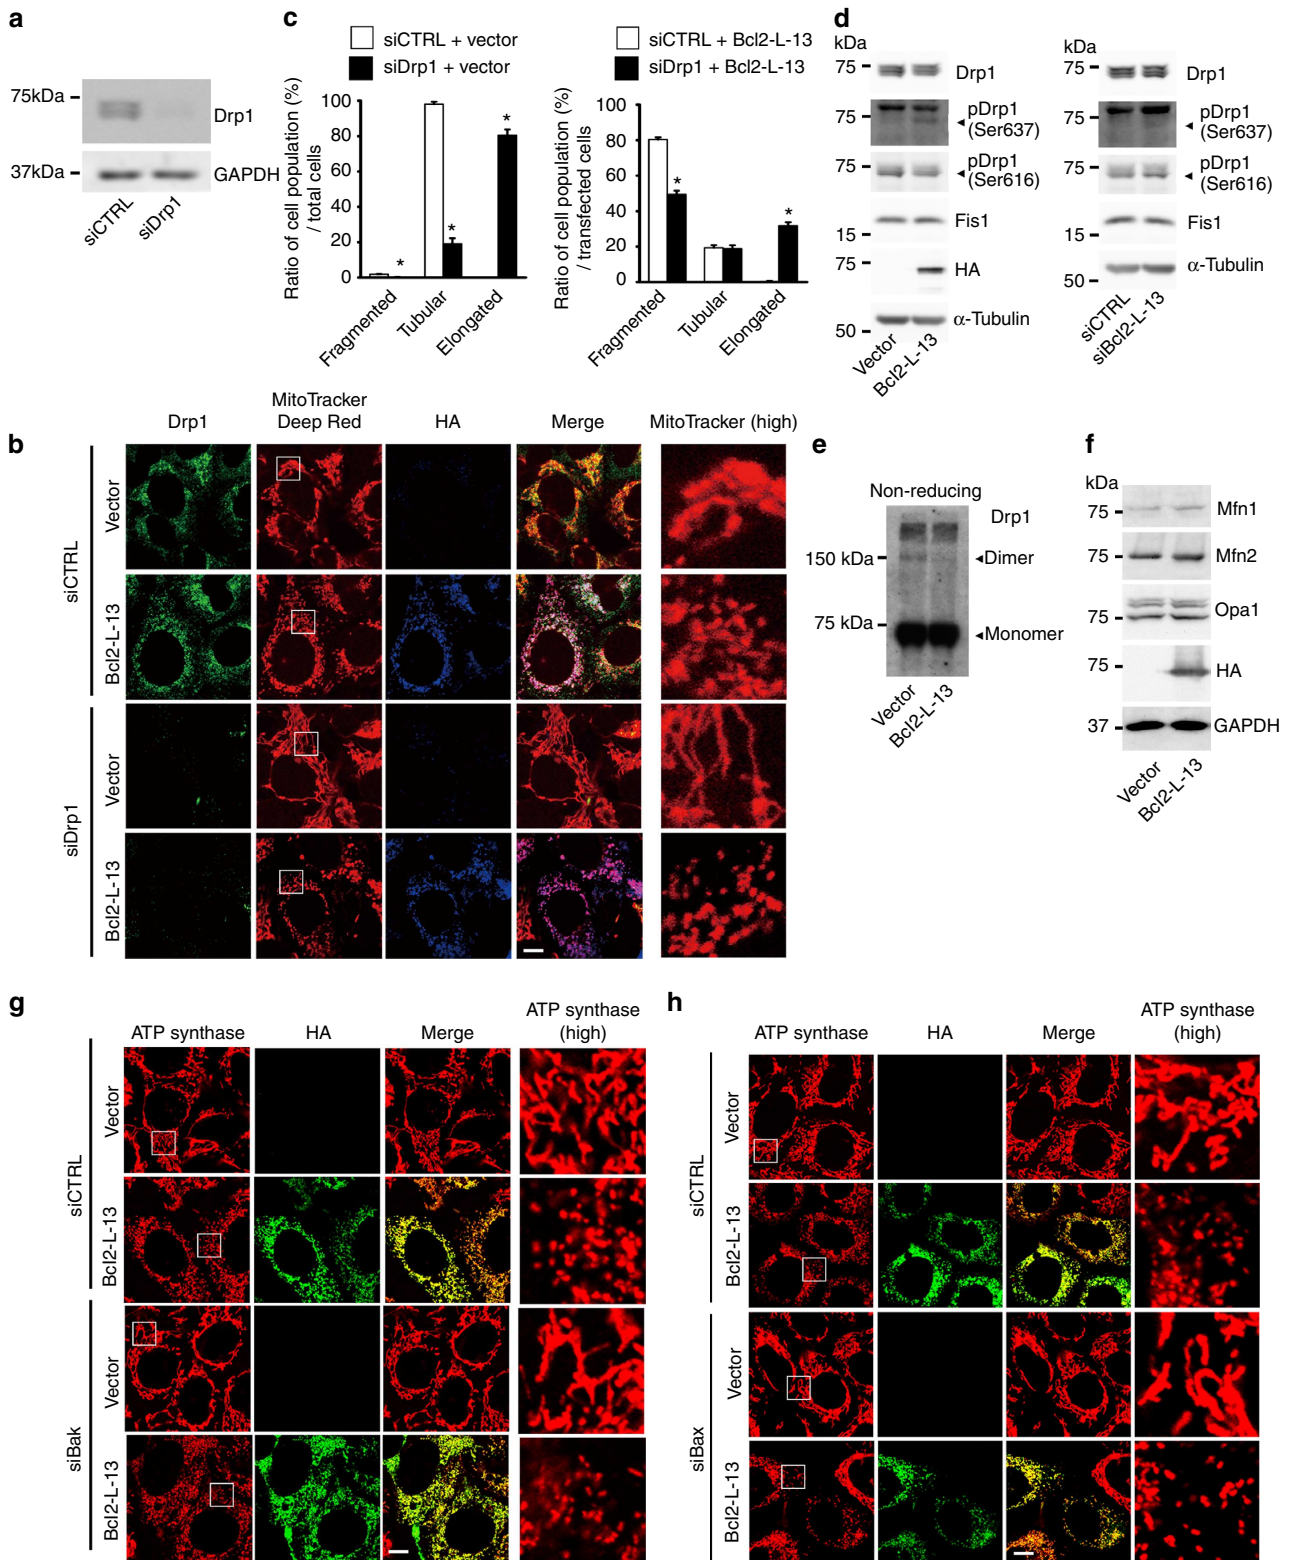 a
75kDa
Drp1
37kDa
GAPDH
siCTRL
siDrp1
c
siCTRL + vector
siDrp1 + vector
Ratio of cell population (%)
/ total cells
100
80
60
40
20
0
*
*
*
Fragmented
Tubular
Elongated
siCTRL + Bcl2-L-13
siDrp1 + Bcl2-L-13
Ratio of cell population (%)
/ transfected cells
100
80
60
40
20
0
*
*
Fragmented
Tubular
Elongated
d
kDa
75
Drp1
75
pDrp1
(Ser637)
75
pDrp1
(Ser616)
Fis1
15
75
HA
α-Tubulin
50
Vector
Bcl2-L-13
kDa
75
Drp1
75
pDrp1
(Ser637)
75
pDrp1
(Ser616)
Fis1
15
α-Tubulin
50
siCTRL
siBcl2-L-13
b
Drp1
MitoTracker
Deep Red
HA
Merge
MitoTracker (high)
siCTRL
Vector
Bcl2-L-13
siDrp1
Vector
Bcl2-L-13
e
Non-reducing
Drp1
150 kDa
Dimer
75 kDa
Monomer
Vector
Bcl2-L-13
f
kDa
75
Mfn1
75
Mfn2
75
Opa1
75
HA
37
GAPDH
Vector
Bcl2-L-13
g
ATP synthase
HA
Merge
ATP synthase
(high)
siCTRL
Vector
Bcl2-L-13
siBak
Vector
Bcl2-L-13
h
ATP synthase
HA
Merge
ATP synthase
(high)
siCTRL
Vector
Bcl2-L-13
siBax
Vector
Bcl2-L-13